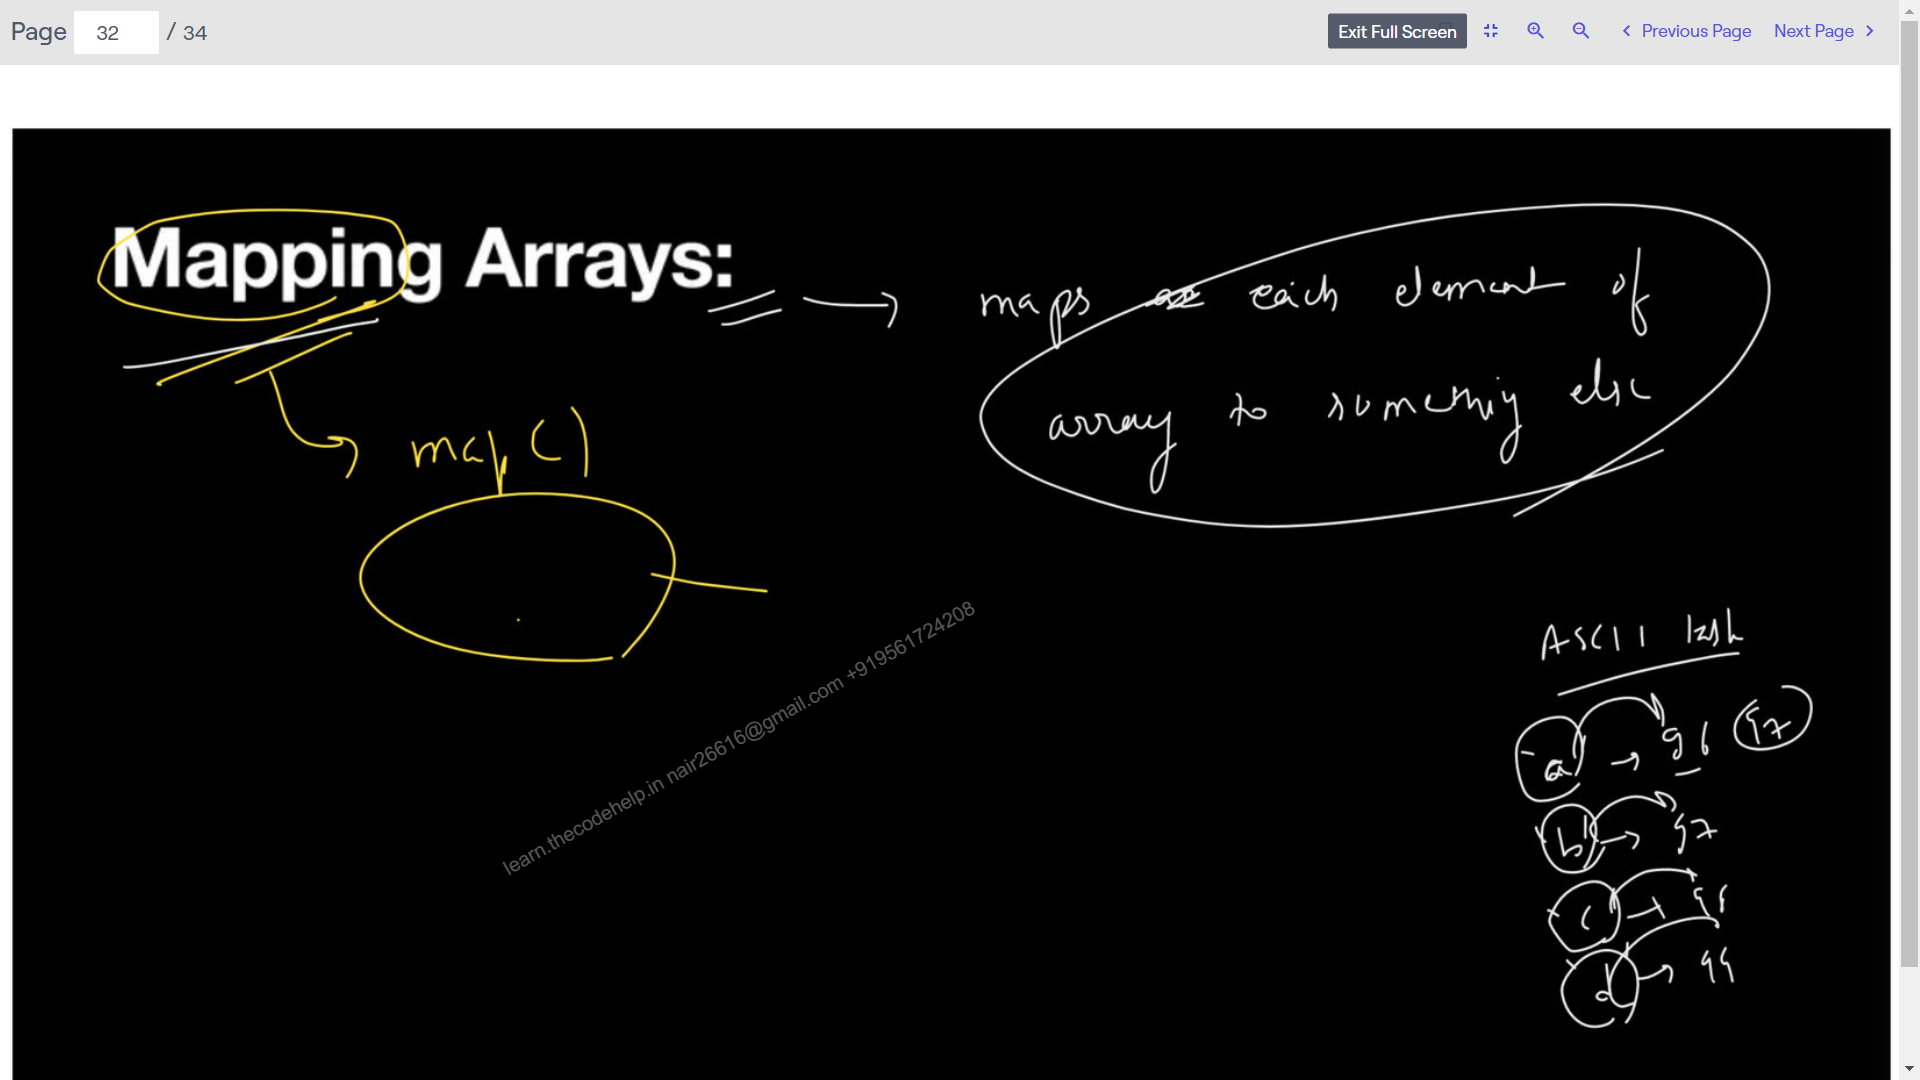 Page 32 / 34
Exit Full Screen
Previous Page Next Page
Mapping Arrays:
maps each element of
array to something else
map ()
learn.thecodehelp.in nair26616@gmail.com +919561724208
ASCII
a → 96 97
b → 97
c → 98
d → 99